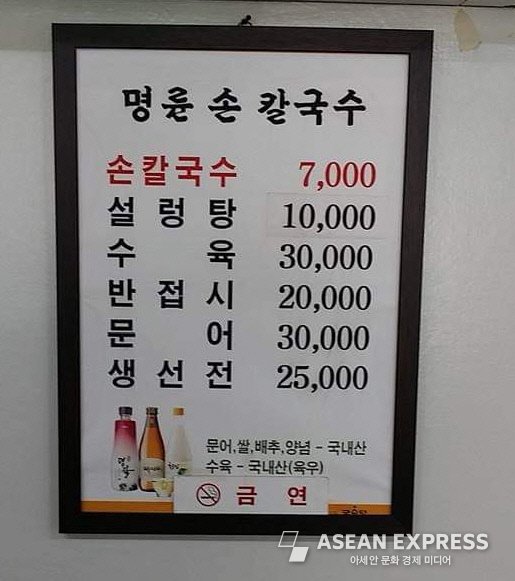 명륜 손 칼국수
손칼국수 7,000
설렁탕 10,000
수육 30,000
반접시 20,000
문어 30,000
생선전 25,000
문어,쌀,배추,양념 - 국내산
수육 - 국내산(육우)
금연
ASEAN EXPRESS
아세안 문화 경제 미디어